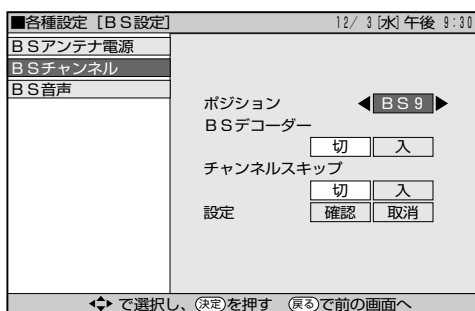 ■各種設定［ＢＳ設定］ 12/ 3[水]午後 9:30
ＢＳアンテナ電源
ＢＳチャンネル
ＢＳ音声
ポジション ◀ ＢＳ９ ▶
ＢＳデコーダー
切 入
チャンネルスキップ
切 入
設定 確認 取消
で選択し、決定を押す 戻るで前の画面へ